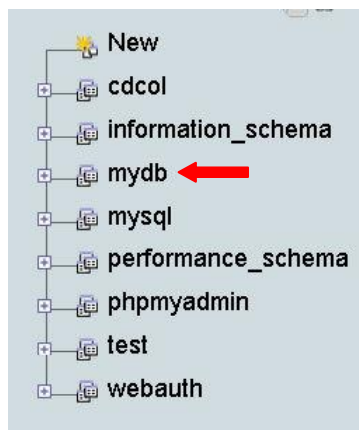 New
cdcol
information_schema
mydb
mysql
performance_schema
phpmyadmin
test
webauth